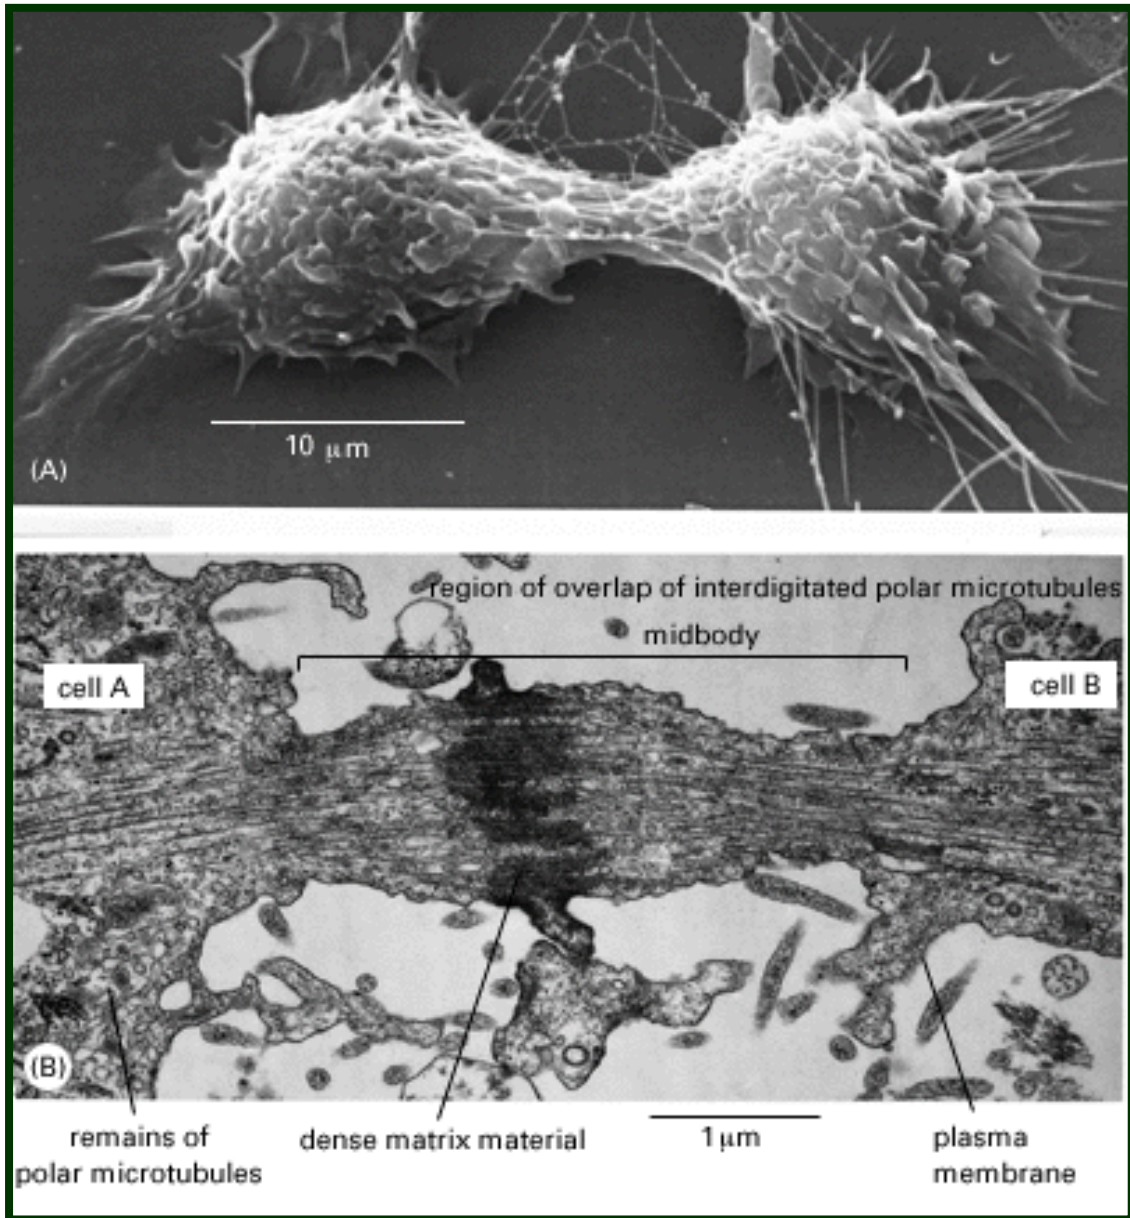 10 μm
(A)
region of overlap of interdigitated polar microtubules
midbody
cell A
cell B
(B)
remains of
polar microtubules
dense matrix material
1 μm
plasma
membrane